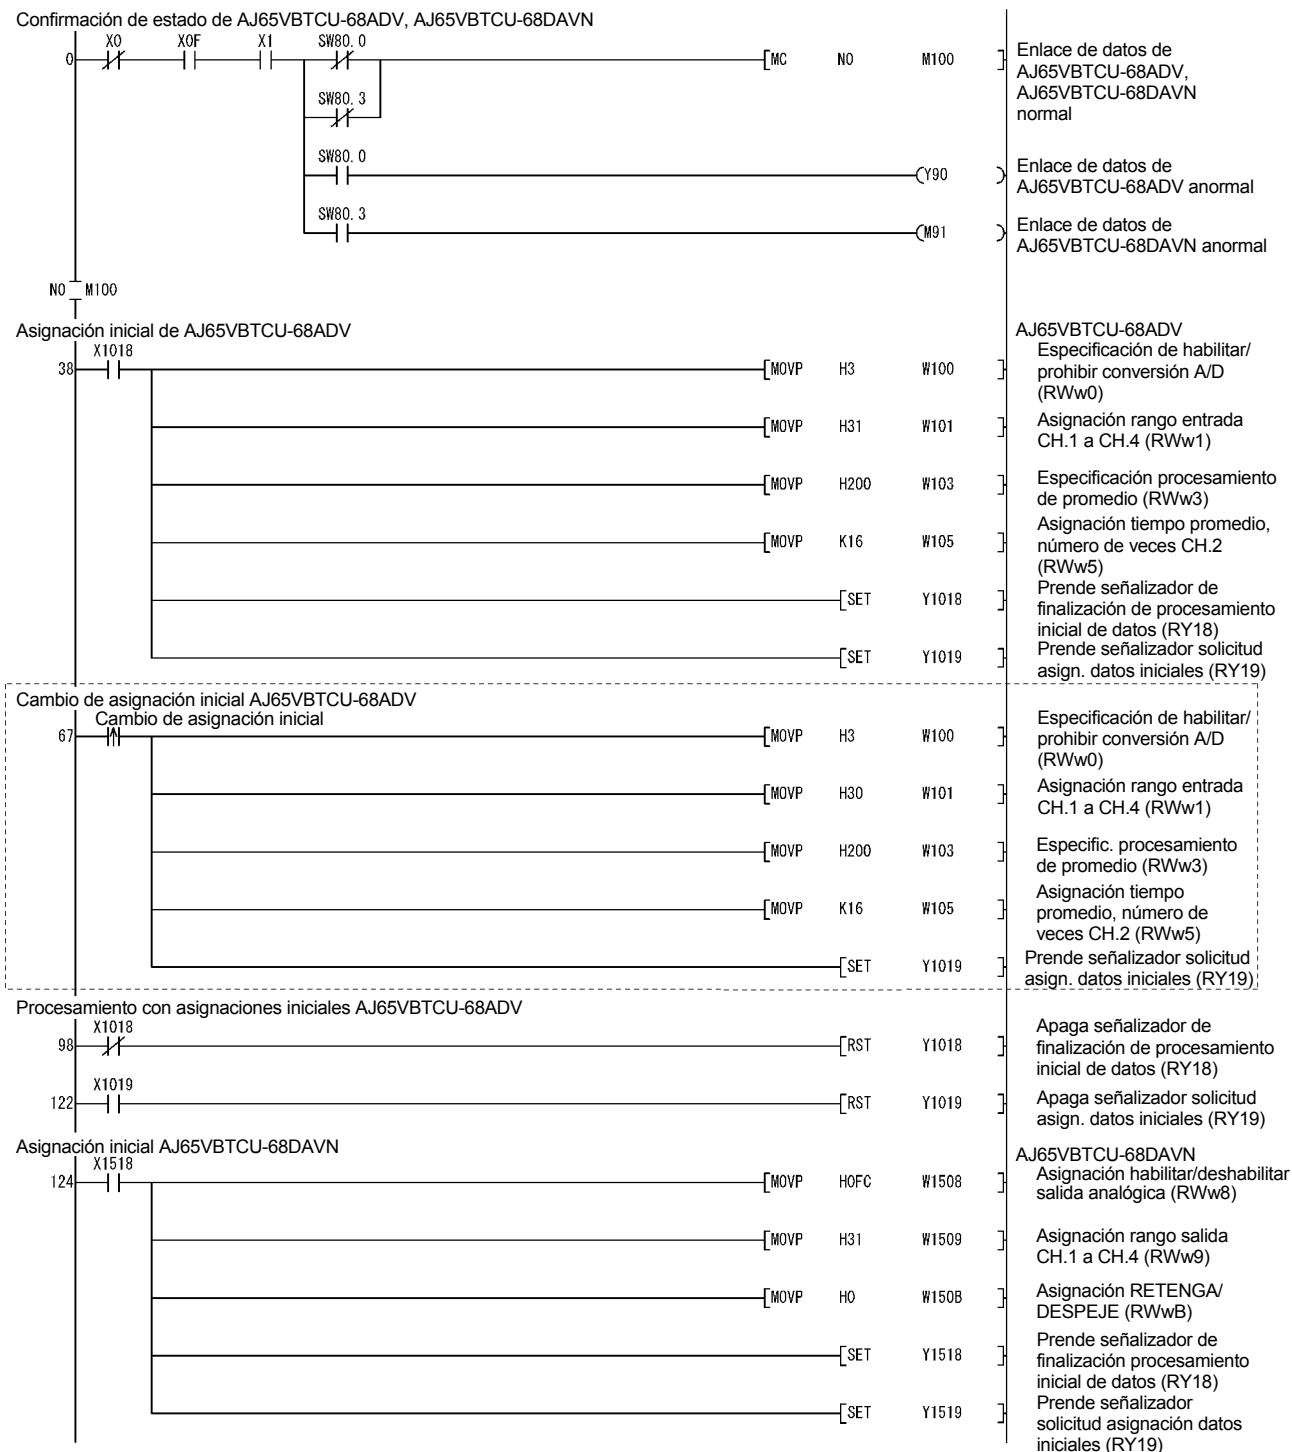 Confirmación de estado de AJ65VBTCU-68ADV, AJ65VBTCU-68DAVN
X0 X0F X1 SW80.0
0 MC N0 M100 Enlace de datos de
AJ65VBTCU-68ADV,
AJ65VBTCU-68DAVN
normal
SW80.3
SW80.0
Y90 Enlace de datos de
AJ65VBTCU-68ADV anormal
SW80.3
M91 Enlace de datos de
AJ65VBTCU-68DAVN anormal
N0 M100
Asignación inicial de AJ65VBTCU-68ADV AJ65VBTCU-68ADV
X1018
38 MOVP H3 W100 Especificación de habilitar/
prohibir conversión A/D
(RWw0)
MOVP H31 W101 Asignación rango entrada
CH.1 a CH.4 (RWw1)
MOVP H200 W103 Especificación procesamiento
de promedio (RWw3)
MOVP K16 W105 Asignación tiempo promedio,
número de veces CH.2
(RWw5)
SET Y1018 Prende señalizador de
finalización de procesamiento
inicial de datos (RY18)
SET Y1019 Prende señalizador solicitud
asign. datos iniciales (RY19)
Cambio de asignación inicial AJ65VBTCU-68ADV
Cambio de asignación inicial
67 MOVP H3 W100 Especificación de habilitar/
prohibir conversión A/D
(RWw0)
MOVP H30 W101 Asignación rango entrada
CH.1 a CH.4 (RWw1)
MOVP H200 W103 Especific. procesamiento
de promedio (RWw3)
MOVP K16 W105 Asignación tiempo
promedio, número de
veces CH.2 (RWw5)
SET Y1019 Prende señalizador solicitud
asign. datos iniciales (RY19)
Procesamiento con asignaciones iniciales AJ65VBTCU-68ADV
X1018
98 RST Y1018 Apaga señalizador de
finalización de procesamiento
inicial de datos (RY18)
X1019
122 RST Y1019 Apaga señalizador solicitud
asign. datos iniciales (RY19)
Asignación inicial AJ65VBTCU-68DAVN AJ65VBTCU-68DAVN
X1518
124 MOVP H0FC W1508 Asignación habilitar/deshabilitar
salida analógica (RWw8)
MOVP H31 W1509 Asignación rango salida
CH.1 a CH.4 (RWw9)
MOVP H0 W150B Asignación RETENGA/
DESPEJE (RWwB)
SET Y1518 Prende señalizador de
finalización procesamiento
inicial de datos (RY18)
SET Y1519 Prende señalizador
solicitud asignación datos
iniciales (RY19)